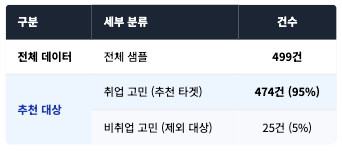 구분 세부 분류 건수
전체 데이터 전체 샘플 499건
추천 대상 취업 고민 (추천 타겟) 474건 (95%)
비취업 고민 (제외 대상) 25건 (5%)